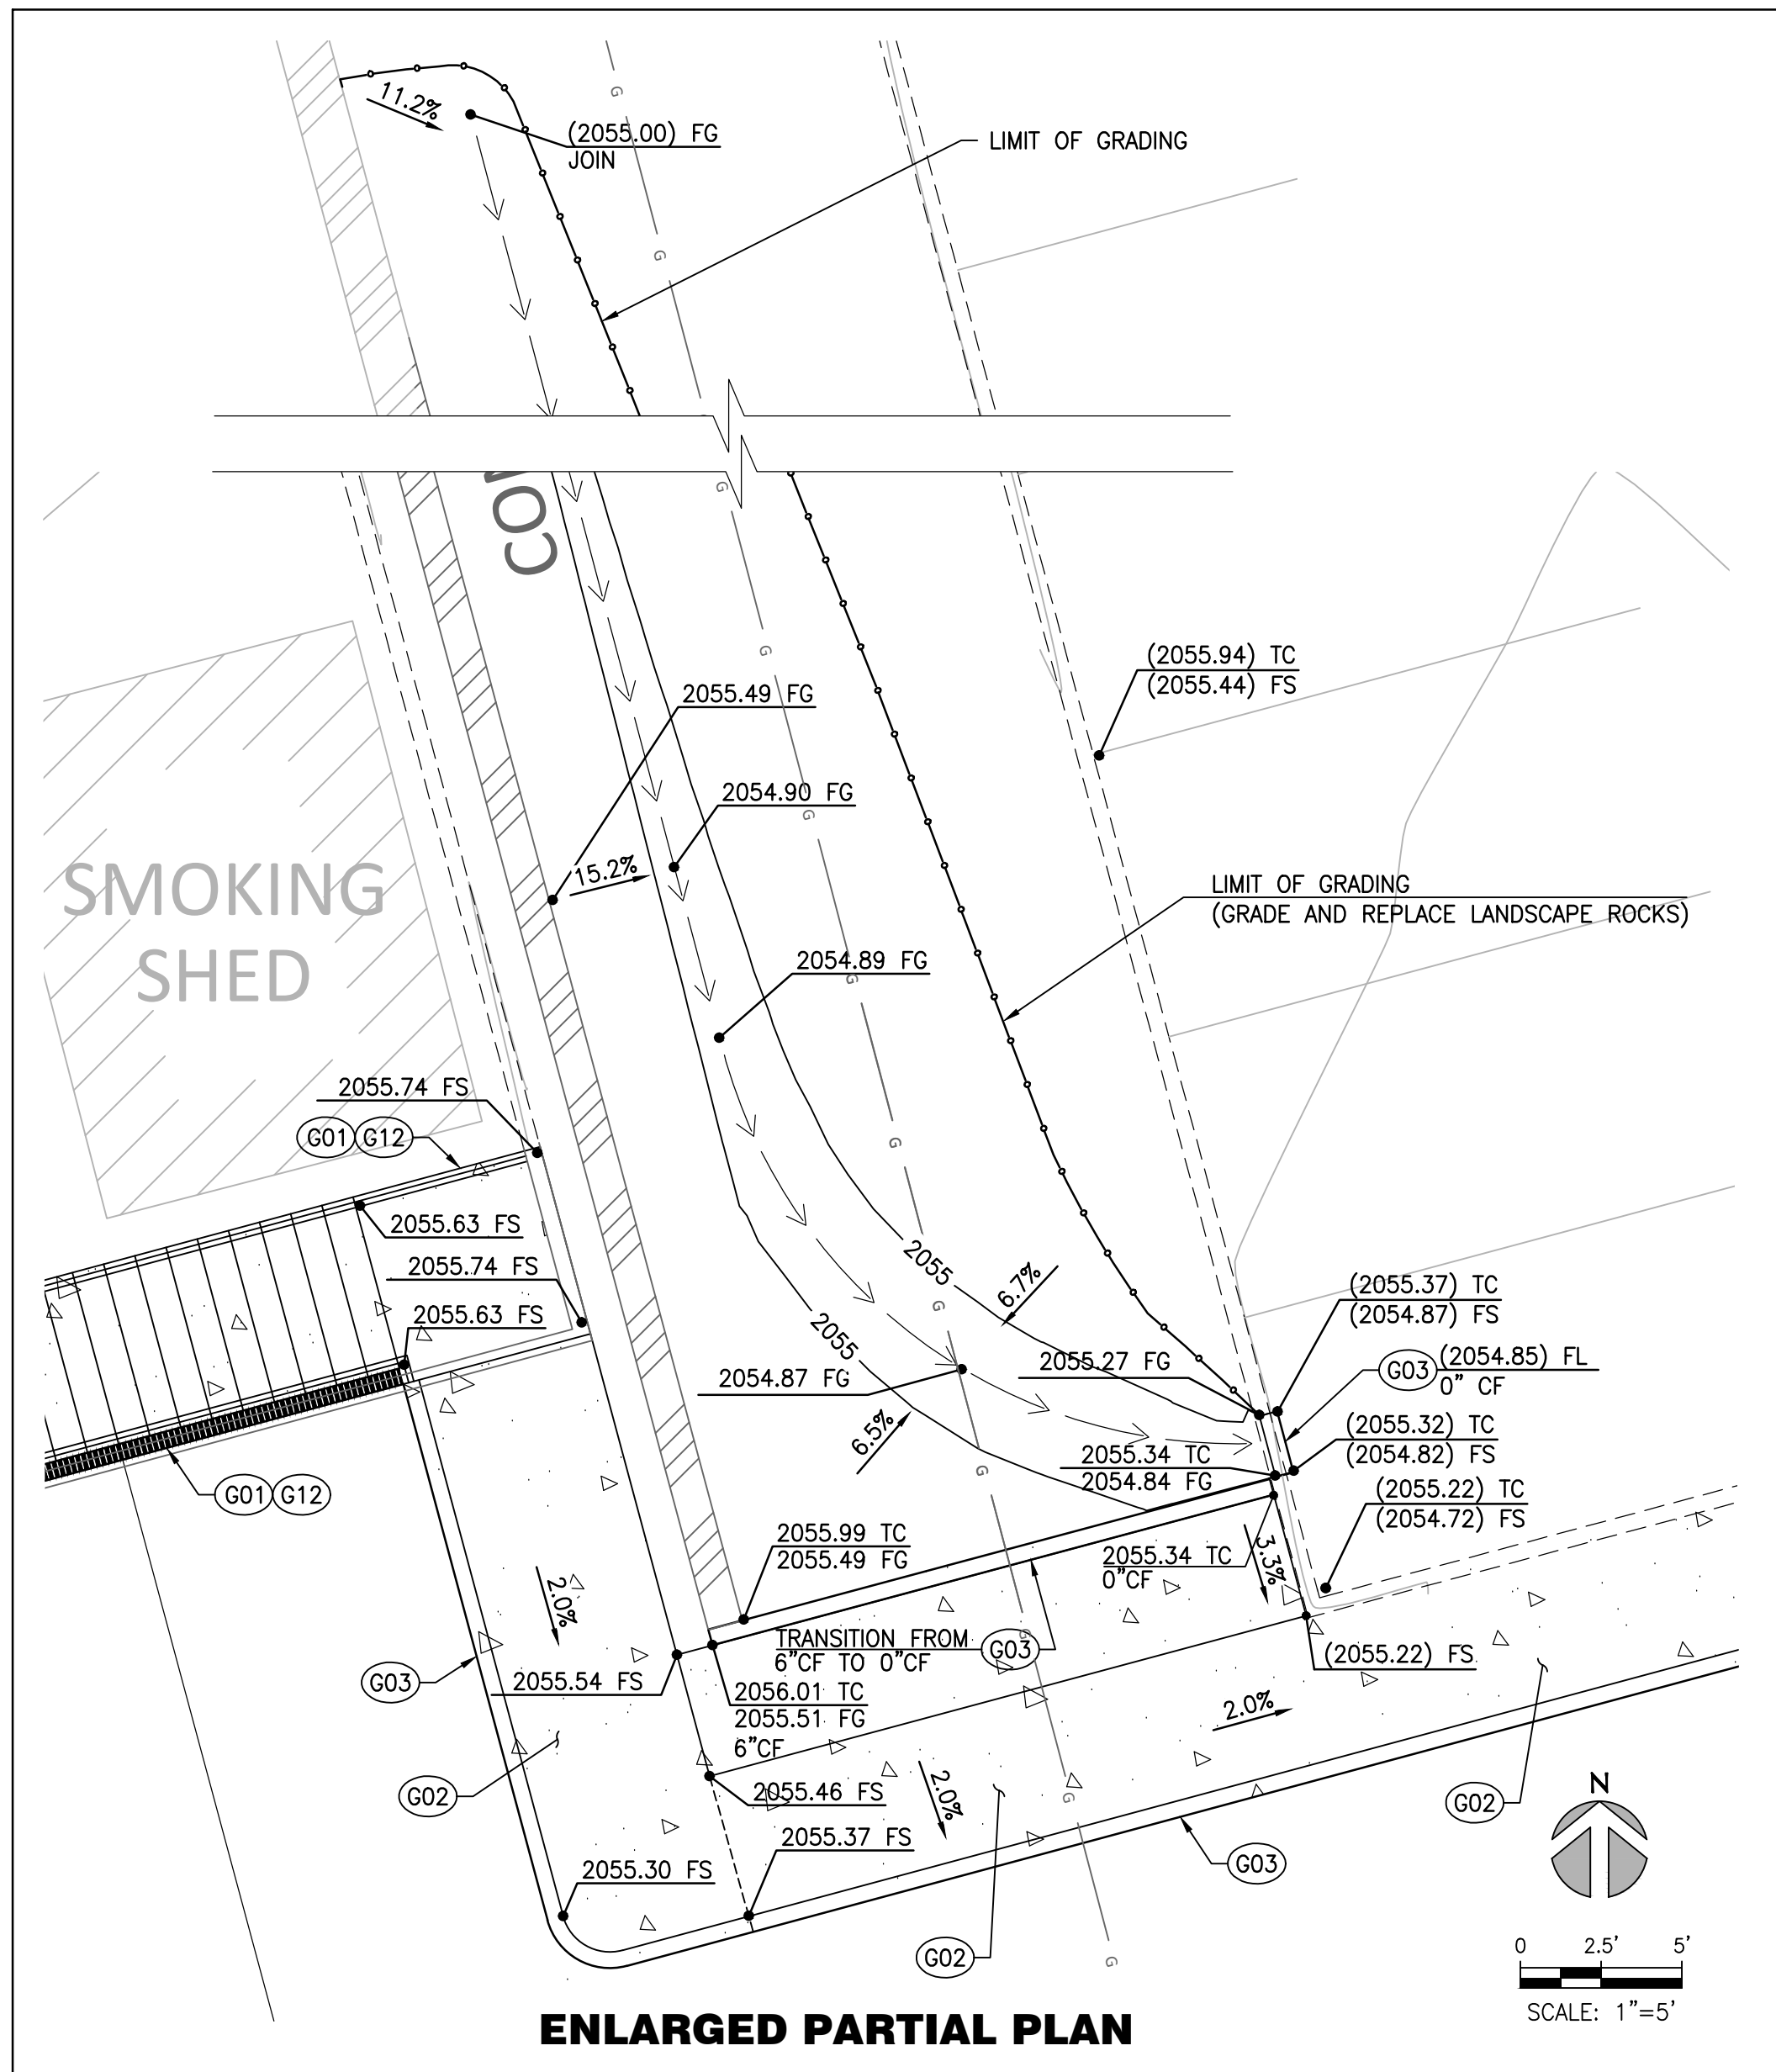 11.2%
(2055.00) FG
JOIN
LIMIT OF GRADING
G
G
G
2055.49 FG
G
(2055.94) TC
(2055.44) FS
2054.90 FG
G
15.2%
SMOKING
SHED
LIMIT OF GRADING
(GRADE AND REPLACE LANDSCAPE ROCKS)
2054.89 FG
G
2055.74 FS
G01 G12
G
2055.63 FS
2055.74 FS
2055.63 FS
2055
6.7%
G
2055
(2055.37) TC
(2054.87) FS
2055.27 FG
G03
(2054.85) FL
0" CF
2054.87 FG
6.5%
(2055.32) TC
(2054.82) FS
2055.34 TC
2054.84 FG
G
G01 G12
(2055.22) TC
(2054.72) FS
2055.99 TC
2055.49 FG
2055.34 TC
0"CF
3.3%
2.0%
TRANSITION FROM
6"CF TO 0"CF
G03
G
(2055.22) FS
G03
2055.54 FS
2056.01 TC
2055.51 FG
6"CF
2.0%
G02
2055.46 FS
2.0%
G
G02
N
2055.37 FS
G03
2055.30 FS
G02
G
0 2.5' 5'
SCALE: 1"=5'
ENLARGED PARTIAL PLAN